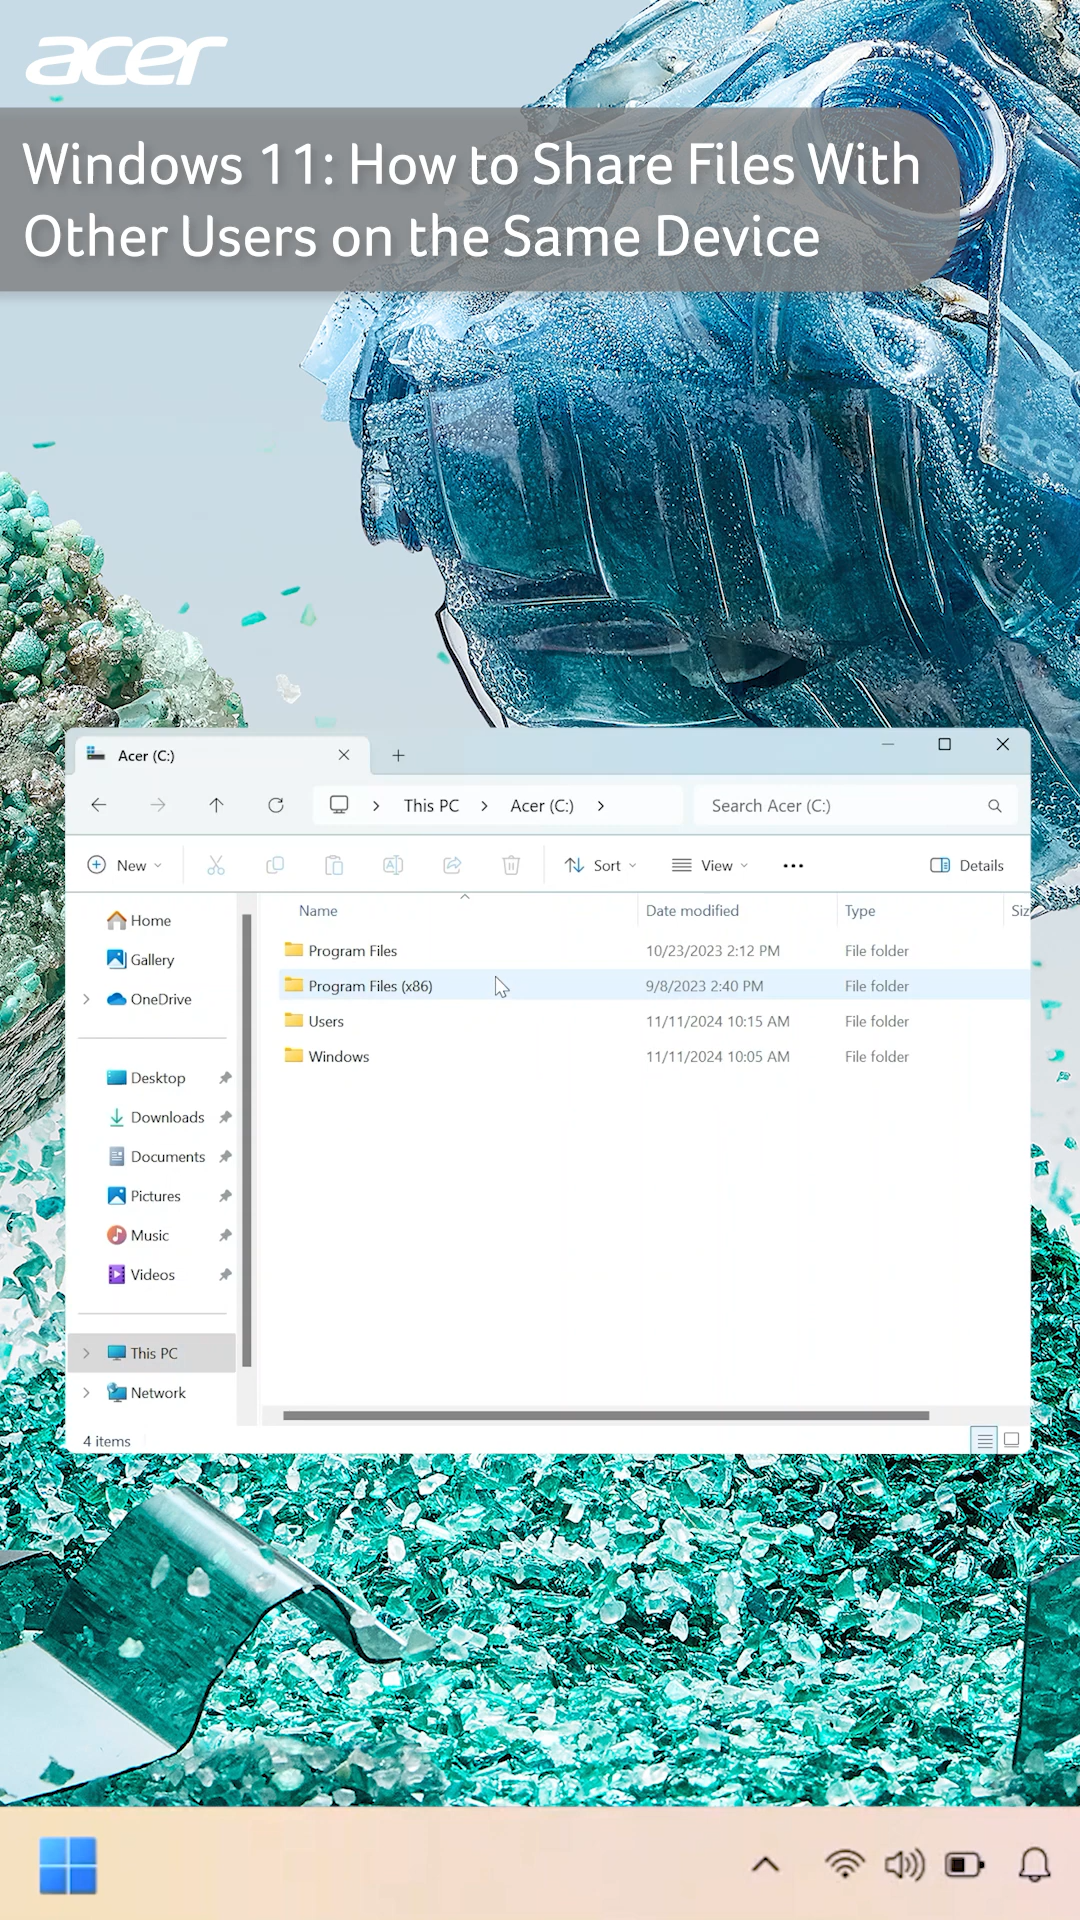 acer
Windows 11: How to Share Files With
Other Users on the Same Device
acer
Acer (C:)
This PC > Acer (C:) >
Search Acer (C:)
New
Sort
View
Details
Name Date modified Type Siz
Home
Gallery
OneDrive
Desktop
Downloads
Documents
Pictures
Music
Videos
This PC
Network
Program Files 10/23/2023 2:12 PM File folder
Program Files (x86) 9/8/2023 2:40 PM File folder
Users 11/11/2024 10:15 AM File folder
Windows 11/11/2024 10:05 AM File folder
4 items